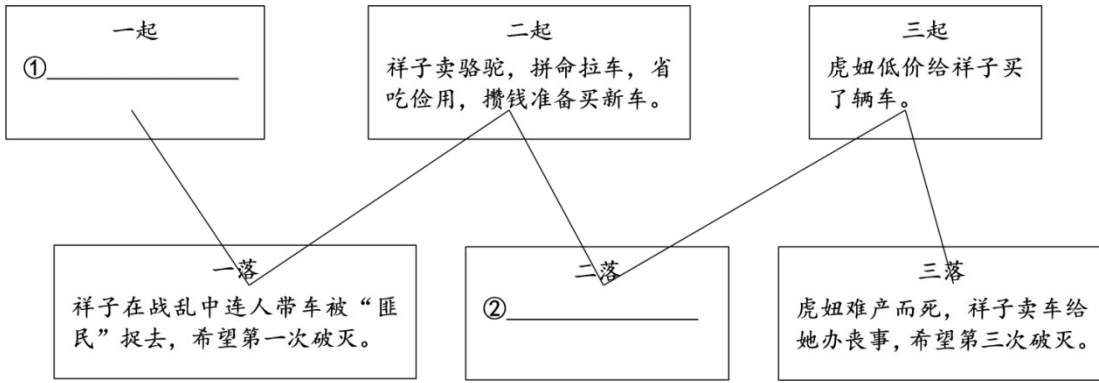 一起
①
二起
祥子卖骆驼，拼命拉车，省
吃俭用，攒钱准备买新车。
三起
虎妞低价给祥子买
了辆车。
一落
祥子在战乱中连人带车被“匪
民”捉去，希望第一次破灭。
二落
②
三落
虎妞难产而死，祥子卖车给
她办丧事，希望第三次破灭。